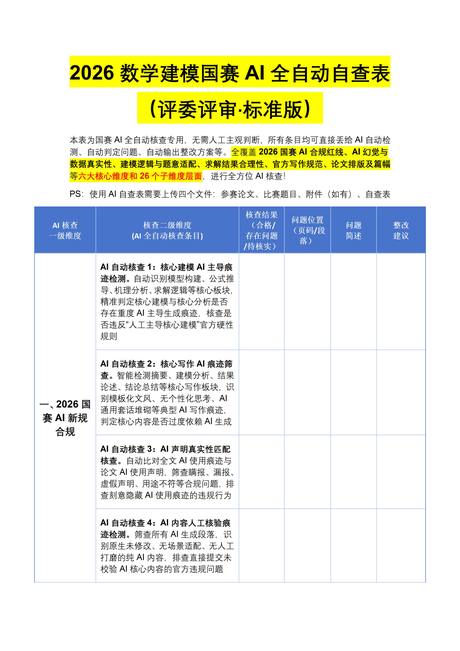 2026 数学建模国赛 AI 全自动自查表
（评委评审·标准版）
本表为国赛 AI 全自动核查专用，无需人工主观判断，所有条目均可直接丢给 AI 自动检
测、自动判定问题、自动输出整改方案等。全覆盖 2026 国赛 AI 合规红线、AI 幻觉与
数据真实性、建模逻辑与题意适配、求解结果合理性、官方写作规范、论文排版及篇幅
等六大核心维度和 26 个子维度层面，进行全方位 AI 核查！
PS：使用 AI 自查表需要上传四个文件：参赛论文、比赛题目、附件（如有）、自查表
AI 核查
一级维度
核查二级维度
(AI 全自动核查条目)
核查结果
（合格/
存在问题
/待核实）
问题位置
（页码/段
落）
问题
简述
整改
建议
一、2026 国
赛 AI 新规
合规
AI 自动核查 1：核心建模 AI 主导痕
迹检测。自动识别模型构建、公式推
导、机理分析、求解逻辑等核心板块，
精准判定核心建模与核心分析是否
存在重度 AI 主导生成痕迹，核查是
否违反“人工主导核心建模”官方硬性
规则
AI 自动核查 2：核心写作 AI 痕迹筛
查。智能检测摘要、建模分析、结果
论述、结论总结等核心写作板块，识
别模板化文风、无个性化思考、AI
通用套话堆砌等典型 AI 写作痕迹，
判定核心内容是否过度依赖 AI 生成
AI 自动核查 3：AI 声明真实性匹配
核查。自动比对全文 AI 使用痕迹与
论文 AI 使用声明，筛查瞒报、漏报、
虚假声明、用途不符等合规问题，排
查刻意隐藏 AI 使用痕迹的违规行为
AI 自动核查 4：AI 内容人工核验痕
迹检测。筛查所有 AI 生成段落，识
别原生未修改、无场景适配、无人工
打磨的纯 AI 内容，排查直接提交未
校验 AI 核心内容的官方违规问题